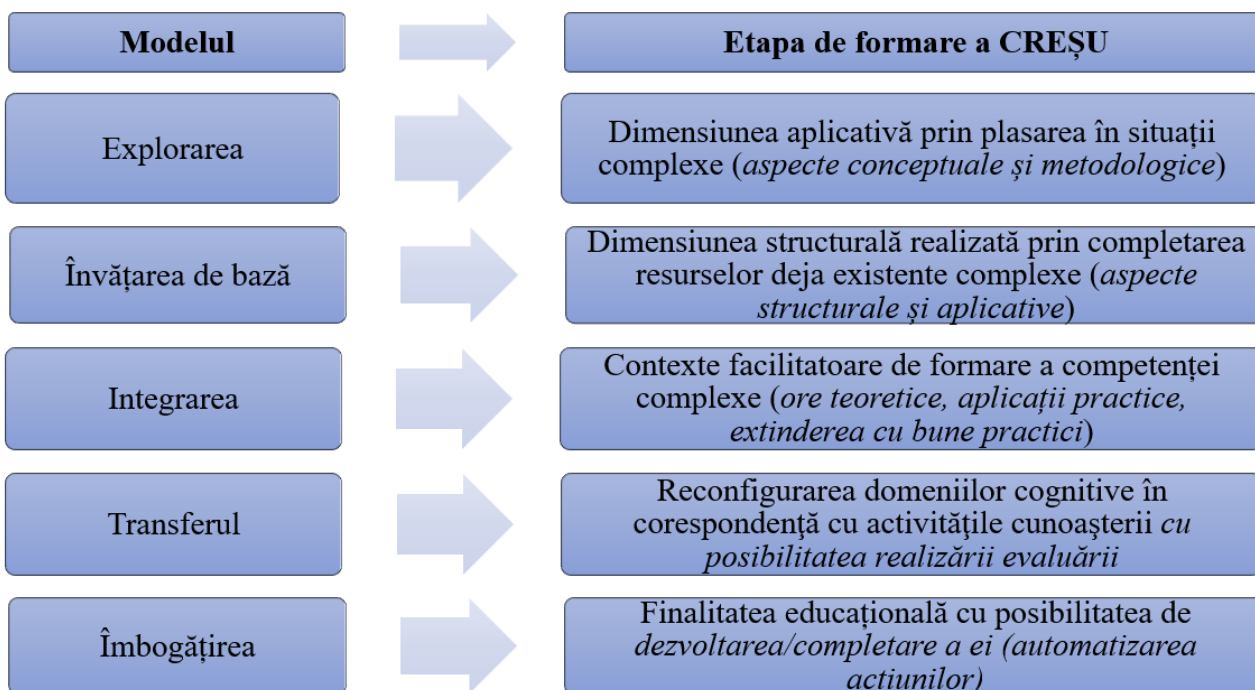 Modelul
Etapa de formare a CREȘU
Explorarea
Dimensiunea aplicativă prin plasarea în situații
complexe (aspecte conceptuale și metodologice)
Învățarea de bază
Dimensiunea structurală realizată prin completarea
resurselor deja existente complexe (aspecte
structurale și aplicative)
Integrarea
Contexte facilitatoare de formare a competenței
complexe (ore teoretice, aplicații practice,
extinderea cu bune practici)
Transferul
Reconfigurarea domeniilor cognitive în
corespondenţă cu activităţile cunoaşterii cu
posibilitatea realizării evaluării
Îmbogățirea
Finalitatea educațională cu posibilitatea de
dezvoltarea/completare a ei (automatizarea
acțiunilor)